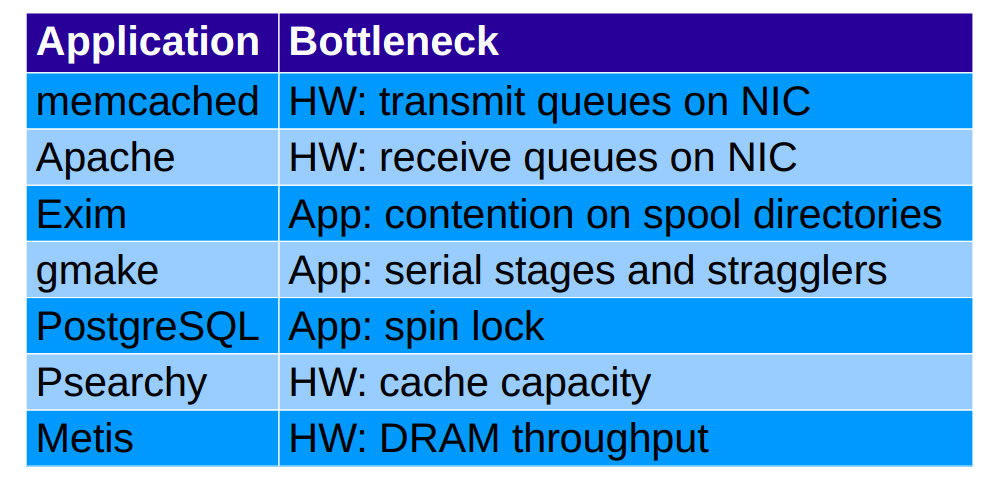 Application Bottleneck
memcached HW: transmit queues on NIC
Apache HW: receive queues on NIC
Exim App: contention on spool directories
gmake App: serial stages and stragglers
PostgreSQL App: spin lock
Psearchy HW: cache capacity
Metis HW: DRAM throughput